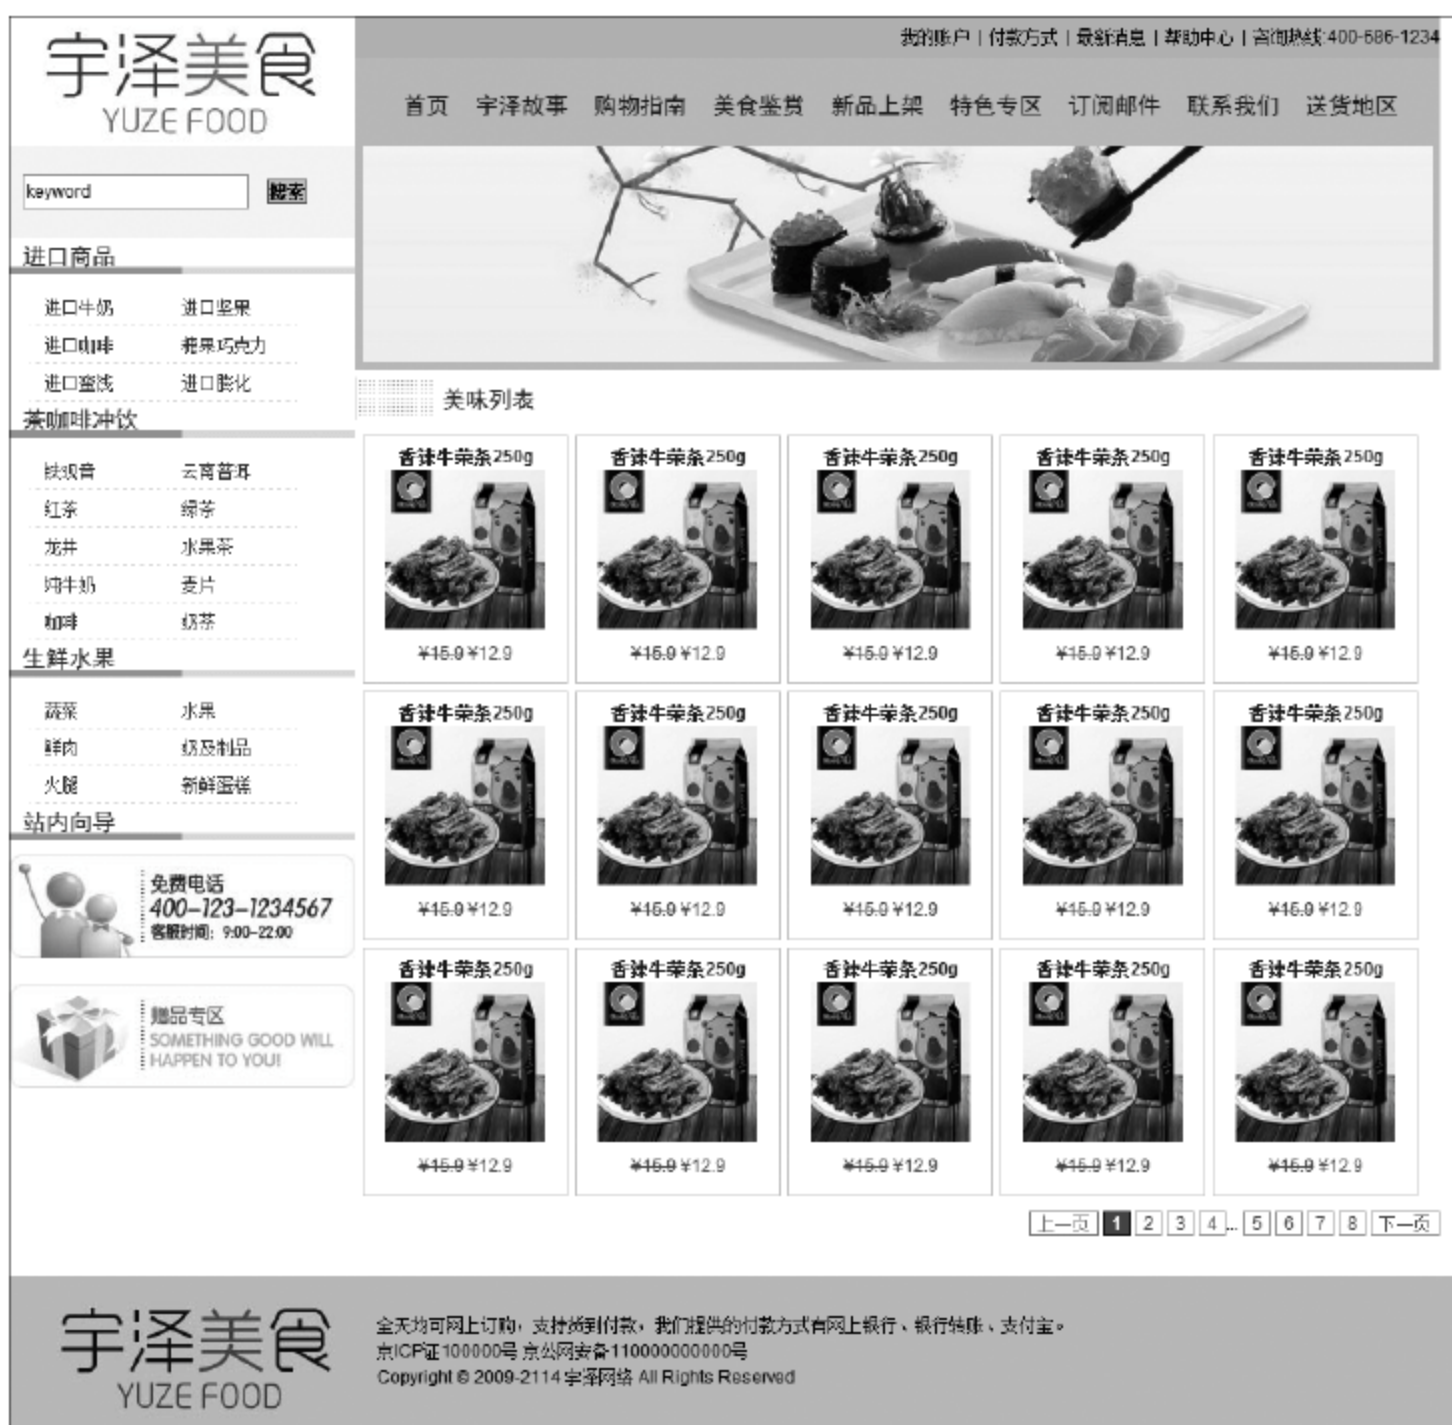 宇泽美食
YUZE FOOD
我的账户 | 付款方式 | 最新消息 | 帮助中心 | 咨询热线:400-686-1234
首页 宇泽故事 购物指南 美食鉴赏 新品上架 特色专区 订阅邮件 联系我们 送货地区
keyword 搜索
进口商品
进口牛奶 进口坚果
进口咖啡 糖果巧克力
进口蜜饯 进口膨化
茶咖啡冲饮
铁观音 云南普洱
红茶 绿茶
龙井 水果茶
纯牛奶 麦片
咖啡 奶茶
生鲜水果
蔬菜 水果
鲜肉 奶及制品
火腿 新鲜蛋糕
站内向导
免费电话
400-123-1234567
客服时间：9:00-22:00
赠品专区
SOMETHING GOOD WILL
HAPPEN TO YOU!
美味列表
香辣牛荣条250g 香辣牛荣条250g 香辣牛荣条250g 香辣牛荣条250g 香辣牛荣条250g
¥15.9 ¥12.9 ¥15.9 ¥12.9 ¥15.9 ¥12.9 ¥15.9 ¥12.9 ¥15.9 ¥12.9
香辣牛荣条250g 香辣牛荣条250g 香辣牛荣条250g 香辣牛荣条250g 香辣牛荣条250g
¥15.9 ¥12.9 ¥15.9 ¥12.9 ¥15.9 ¥12.9 ¥15.9 ¥12.9 ¥15.9 ¥12.9
香辣牛荣条250g 香辣牛荣条250g 香辣牛荣条250g 香辣牛荣条250g 香辣牛荣条250g
¥15.9 ¥12.9 ¥15.9 ¥12.9 ¥15.9 ¥12.9 ¥15.9 ¥12.9 ¥15.9 ¥12.9
上一页 1 2 3 4 ... 5 6 7 8 下一页
宇泽美食
YUZE FOOD
全天均可网上订购，支持货到付款，我们提供的付款方式有网上银行、银行转账、支付宝。
京ICP证100000号 京公网安备110000000000号
Copyright © 2009-2114 宇泽网络 All Rights Reserved